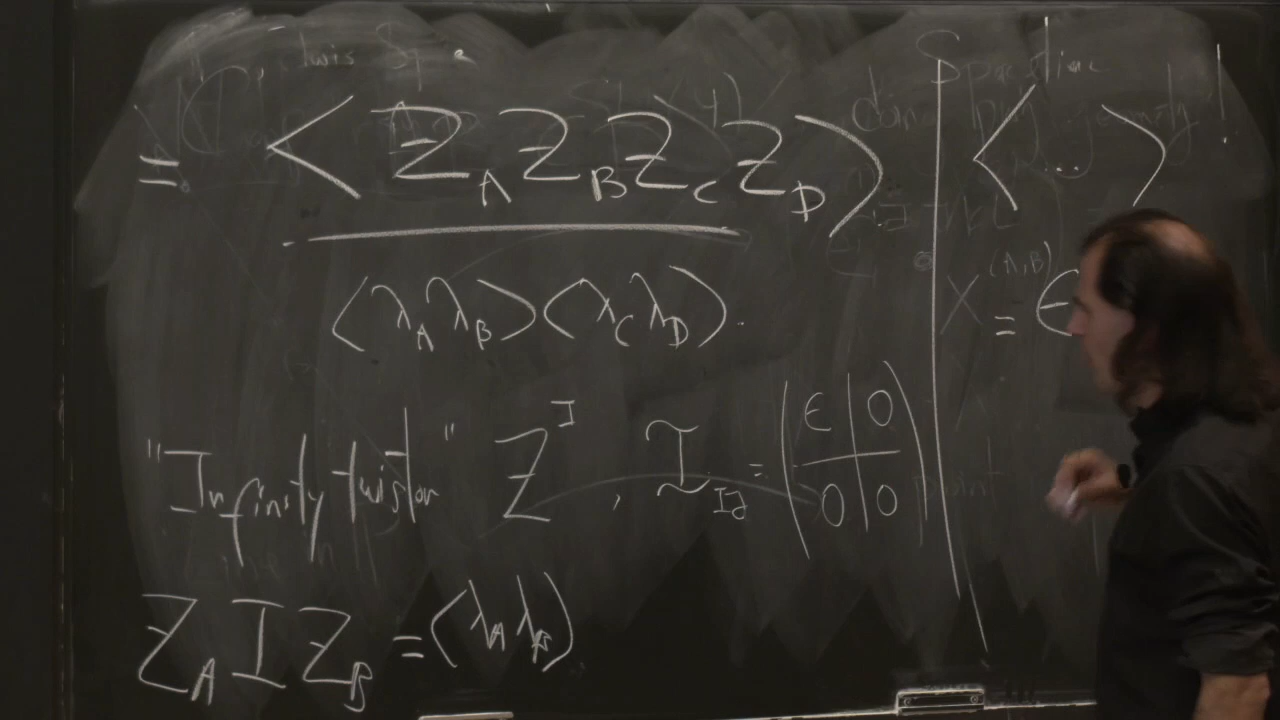 = ⟨ Z_A Z_B Z_C Z_D ⟩
⟨λ_A λ_B⟩⟨λ_C λ_D⟩.
"Infinity twistor" Z^I , I_{IJ} = ( ϵ | 0
0 | 0 )
Z_A I Z_B = ⟨λ_A λ_B⟩
⟨ ... ⟩
X^{(A,B)}
= ϵ